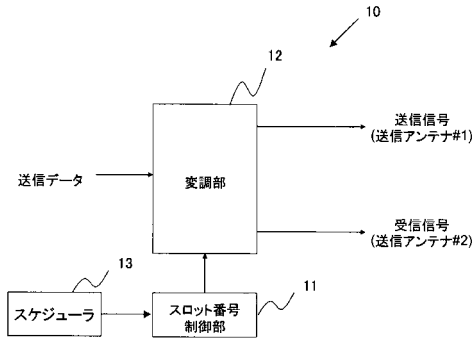 10
12
送信信号
(送信アンテナ#1)
送信データ
変調部
受信信号
(送信アンテナ#2)
13
11
スケジューラ
スロット番号
制御部